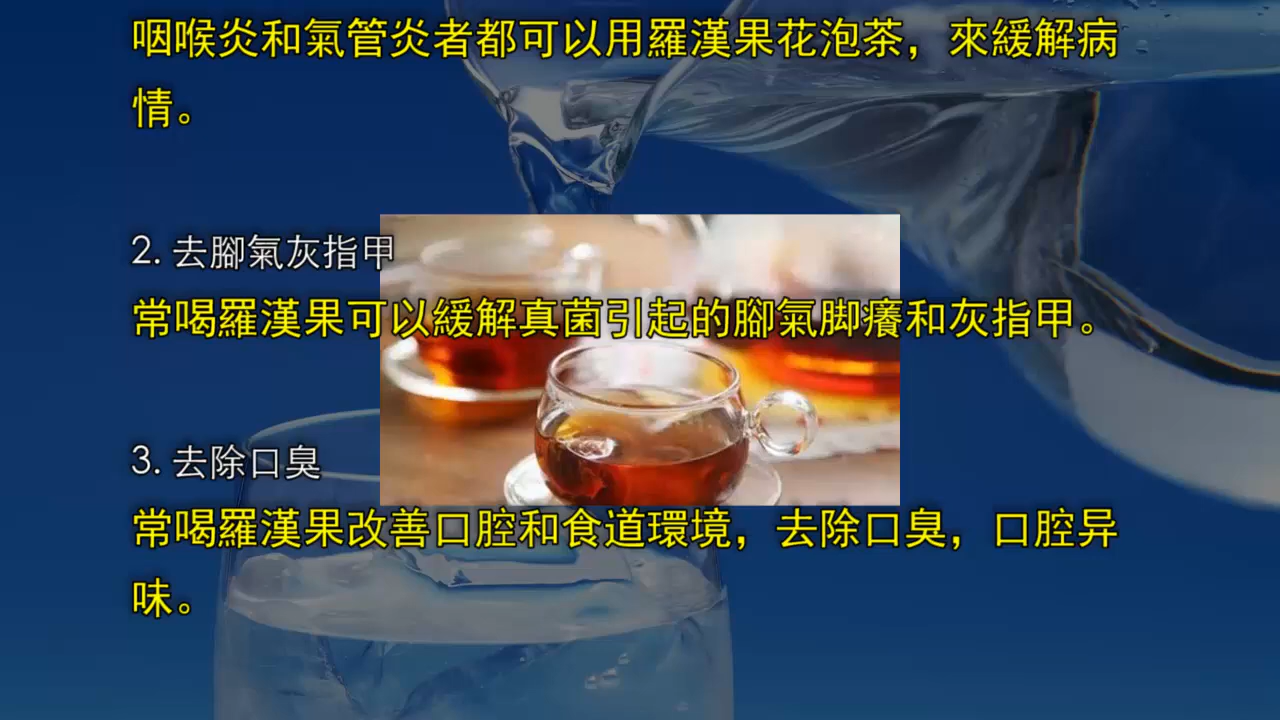 咽喉炎和氣管炎者都可以用羅漢果花泡茶，來緩解病
情。
2. 去腳氣灰指甲
常喝羅漢果可以緩解真菌引起的腳氣脚癢和灰指甲。
3. 去除口臭
常喝羅漢果改善口腔和食道環境，去除口臭，口腔异
味。